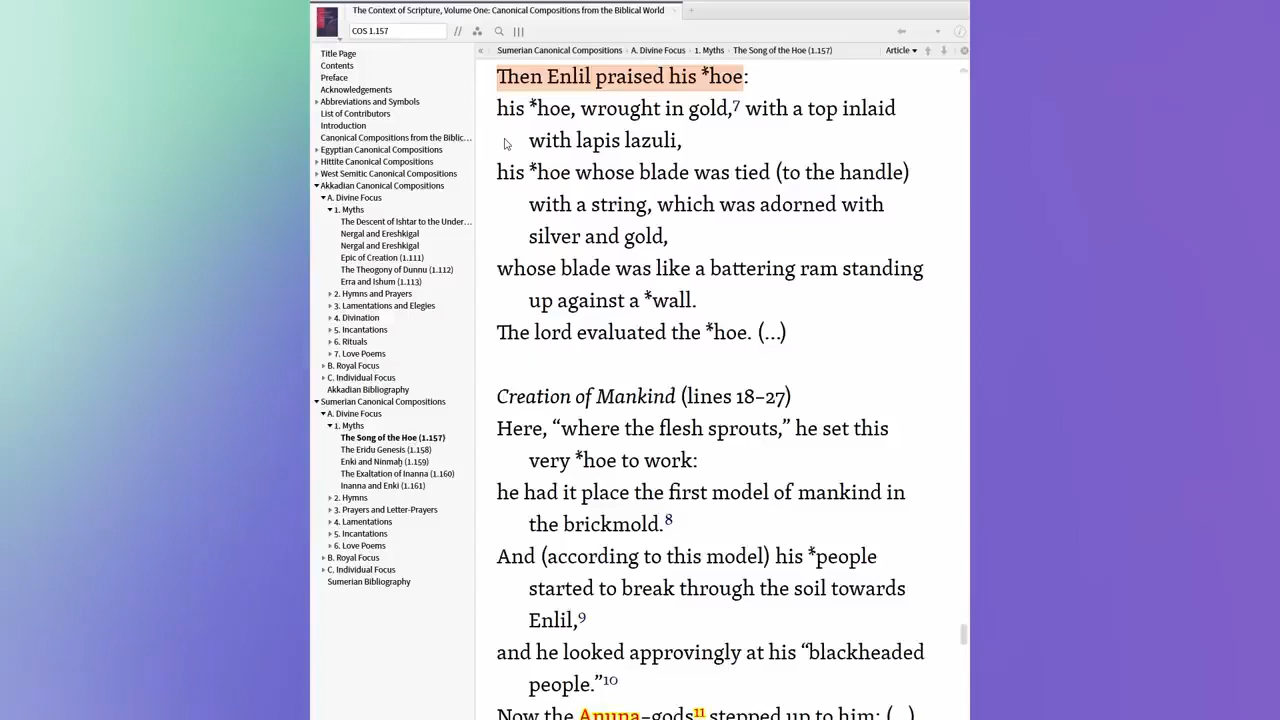 The Context of Scripture, Volume One: Canonical Compositions from the Biblical World
COS 1.157
Title Page
Contents
Preface
Acknowledgements
Abbreviations and Symbols
List of Contributors
Introduction
Canonical Compositions from the Biblic...
Egyptian Canonical Compositions
Hittite Canonical Compositions
West Semitic Canonical Compositions
Akkadian Canonical Compositions
A. Divine Focus
1. Myths
The Descent of Ishtar to the Under...
Nergal and Ereshkigal
Nergal and Ereshkigal
Epic of Creation (1.111)
The Theogony of Dunnu (1.112)
Erra and Ishum (1.113)
2. Hymns and Prayers
3. Lamentations and Elegies
4. Divination
5. Incantations
6. Rituals
7. Love Poems
B. Royal Focus
C. Individual Focus
Akkadian Bibliography
Sumerian Canonical Compositions
A. Divine Focus
1. Myths
The Song of the Hoe (1.157)
The Eridu Genesis (1.158)
Enki and Ninmaḫ (1.159)
The Exaltation of Inanna (1.160)
Inanna and Enki (1.161)
2. Hymns
3. Prayers and Letter-Prayers
4. Lamentations
5. Incantations
6. Love Poems
B. Royal Focus
C. Individual Focus
Sumerian Bibliography
« Sumerian Canonical Compositions › A. Divine Focus › 1. Myths › The Song of the Hoe (1.157) Article
Then Enlil praised his *hoe:
his *hoe, wrought in gold,7 with a top inlaid
with lapis lazuli,
his *hoe whose blade was tied (to the handle)
with a string, which was adorned with
silver and gold,
whose blade was like a battering ram standing
up against a *wall.
The lord evaluated the *hoe. (...)
Creation of Mankind (lines 18–27)
Here, “where the flesh sprouts,” he set this
very *hoe to work:
he had it place the first model of mankind in
the brickmold.8
And (according to this model) his *people
started to break through the soil towards
Enlil,9
and he looked approvingly at his “blackheaded
people.”10
Now the Anuna–gods11 stepped up to him: (...)